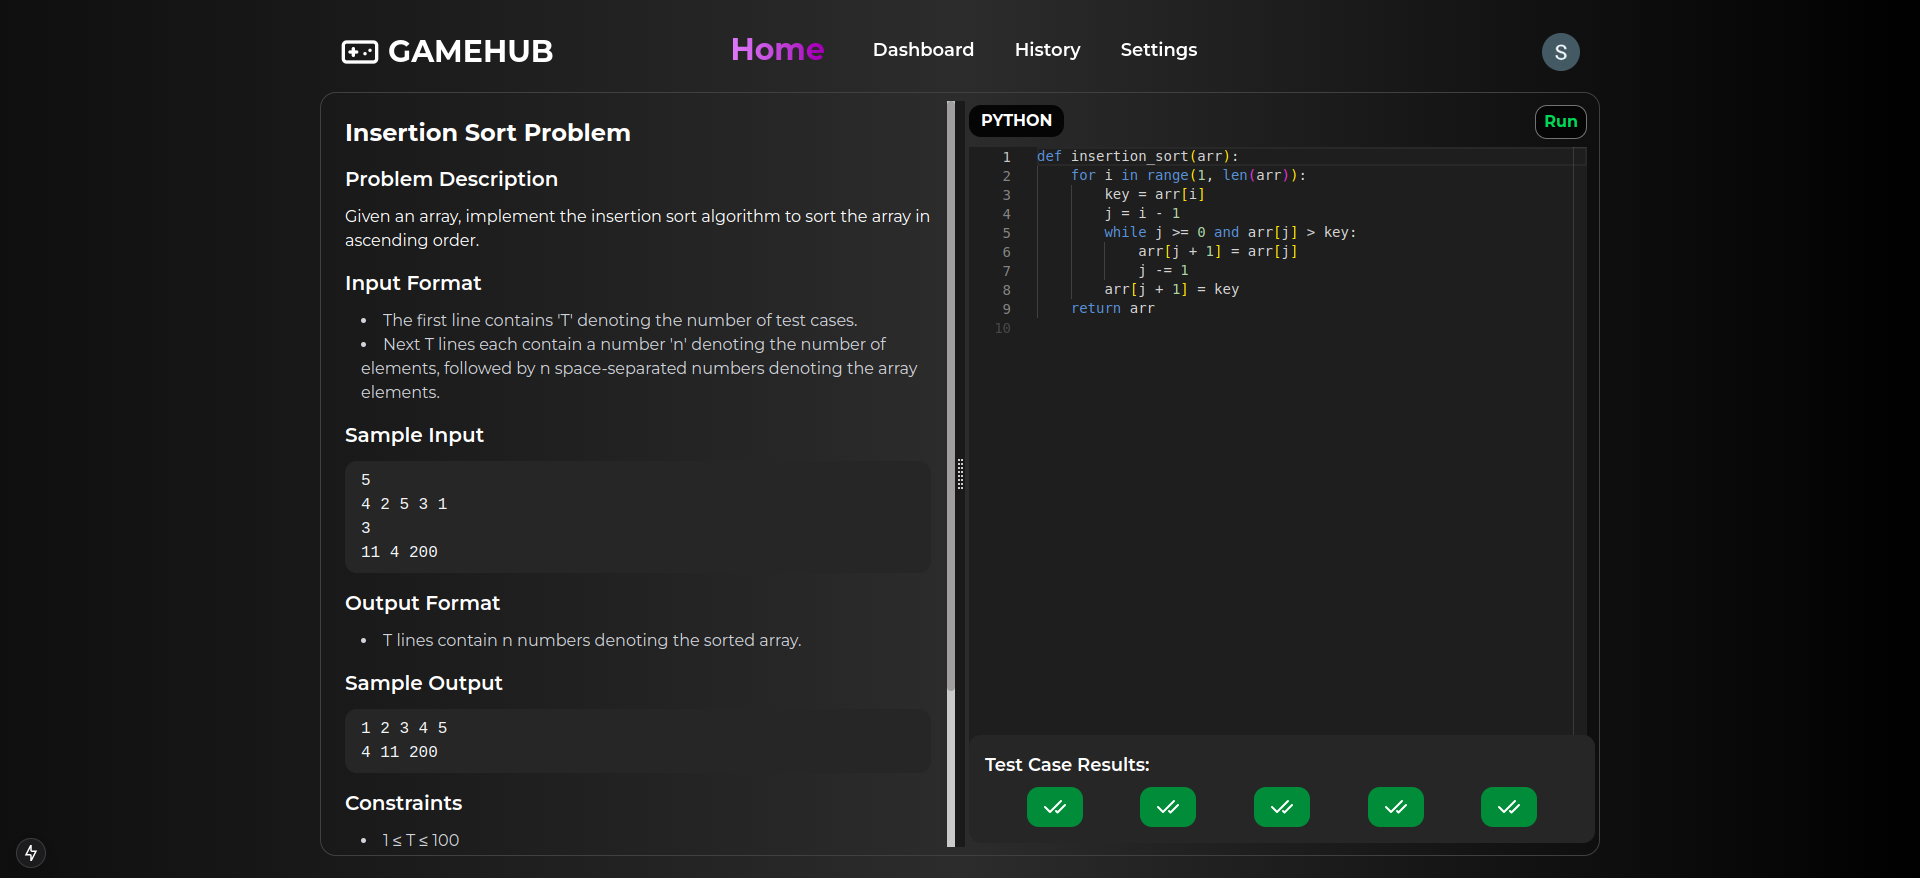 GAMEHUB
Home
Dashboard
History
Settings
S
Insertion Sort Problem
Problem Description
Given an array, implement the insertion sort algorithm to sort the array in
ascending order.
Input Format
• The first line contains 'T' denoting the number of test cases.
• Next T lines each contain a number 'n' denoting the number of
elements, followed by n space-separated numbers denoting the array
elements.
Sample Input
5
4 2 5 3 1
3
11 4 200
Output Format
• T lines contain n numbers denoting the sorted array.
Sample Output
1 2 3 4 5
4 11 200
Constraints
• 1 ≤ T ≤ 100
PYTHON
Run
1 def insertion_sort(arr):
2     for i in range(1, len(arr)):
3         key = arr[i]
4         j = i - 1
5         while j >= 0 and arr[j] > key:
6             arr[j + 1] = arr[j]
7             j -= 1
8         arr[j + 1] = key
9     return arr
10
Test Case Results: